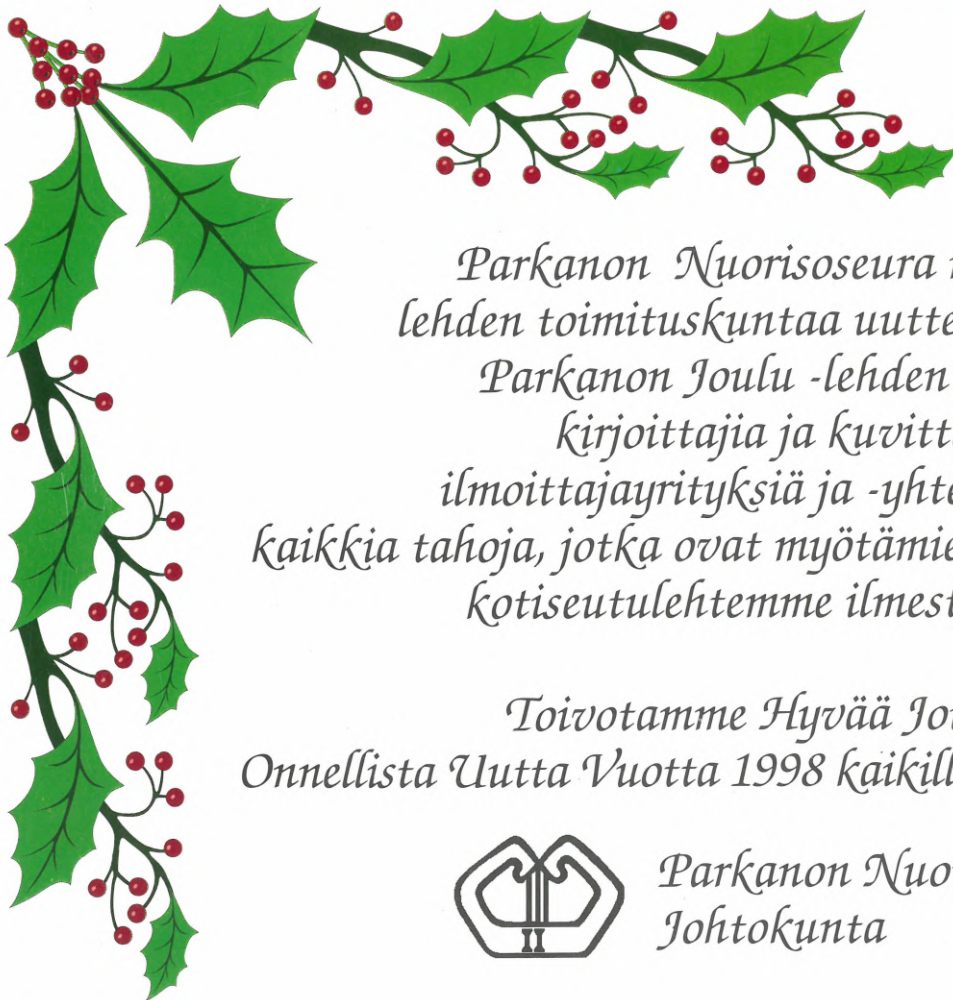 Parkanon Nuorisoseura
lehden toimituskuntaa uutte
Parkanon Joulu -lehden
kirjoittajia ja kuvitt
ilmoittajayrityksiä ja -yhte
kaikkia tahoja, jotka ovat myötämie
kotiseutulehtemme ilmest
Toivotamme Hyvää Jou
Onnellista Uutta Vuotta 1998 kaikill
Parkanon Nuo
Johtokunta